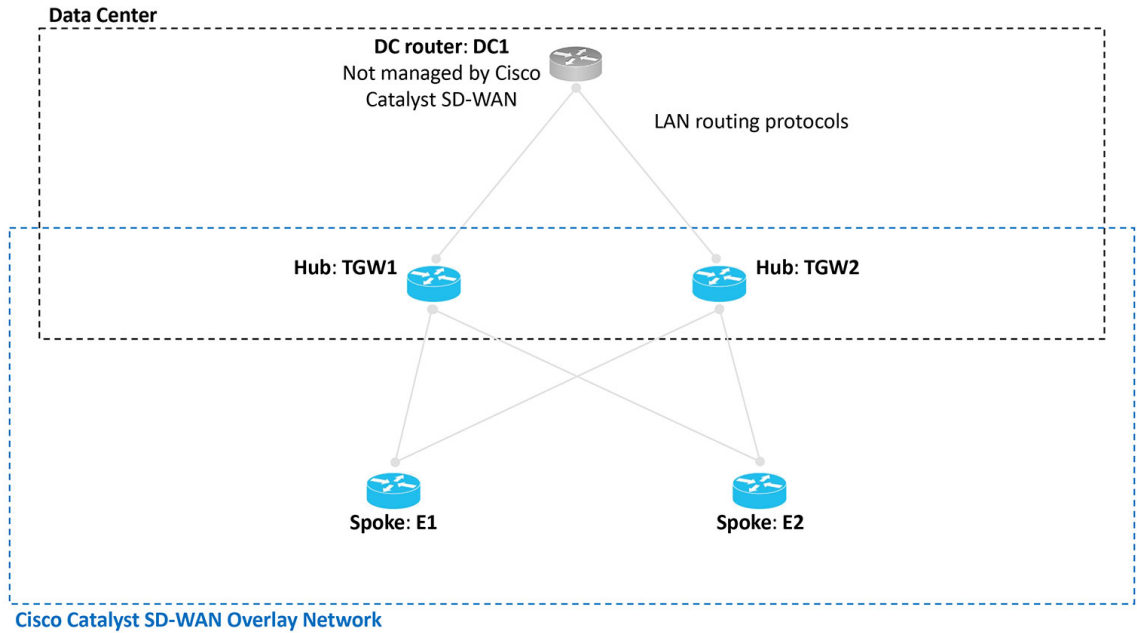 Data Center
DC router: DC1
Not managed by Cisco
Catalyst SD-WAN
LAN routing protocols
Hub: TGW1
Hub: TGW2
Spoke: E1
Spoke: E2
Cisco Catalyst SD-WAN Overlay Network